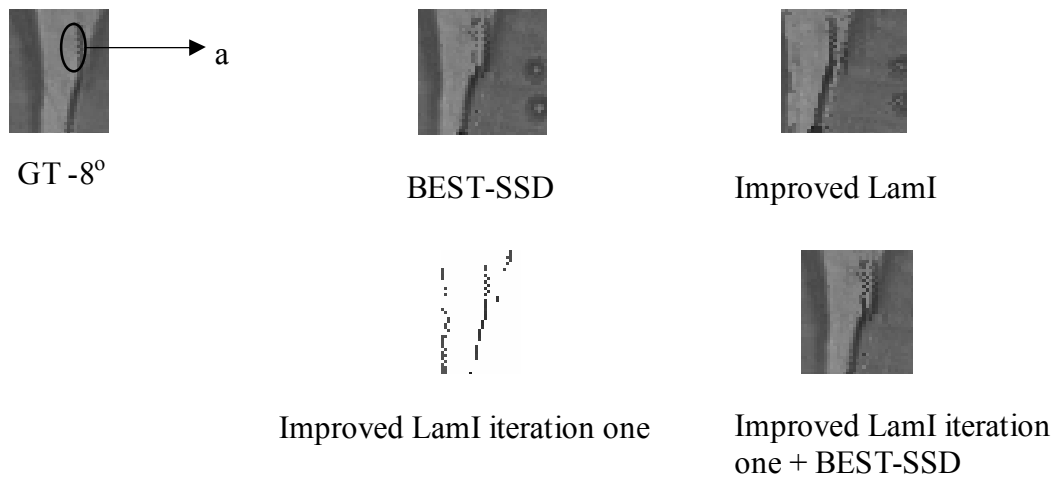 a
GT -8º
BEST-SSD
Improved LamI
Improved LamI iteration one
Improved LamI iteration
one + BEST-SSD